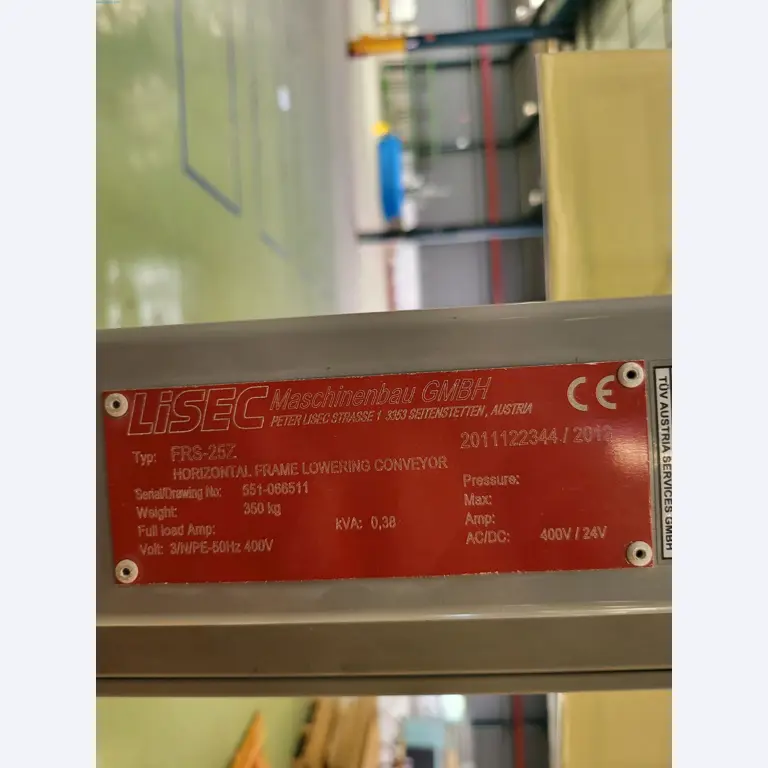 LiSEC Maschinenbau GMBH
PETER LISEC STRASSE 1 3353 SEITENSTETTEN, AUSTRIA
CE
Typ: FRS-25Z 2011122344 / 2013
HORIZONTAL FRAME LOWERING CONVEYOR
Serial/Drawing No: 551-066511
Weight: 350 kg
Full load Amp:
kVA: 0,38
Volt: 3/N/PE-50Hz 400V
Pressure:
Max:
Amp:
AC/DC: 400V / 24V
TÜV AUSTRIA SERVICES GMBH